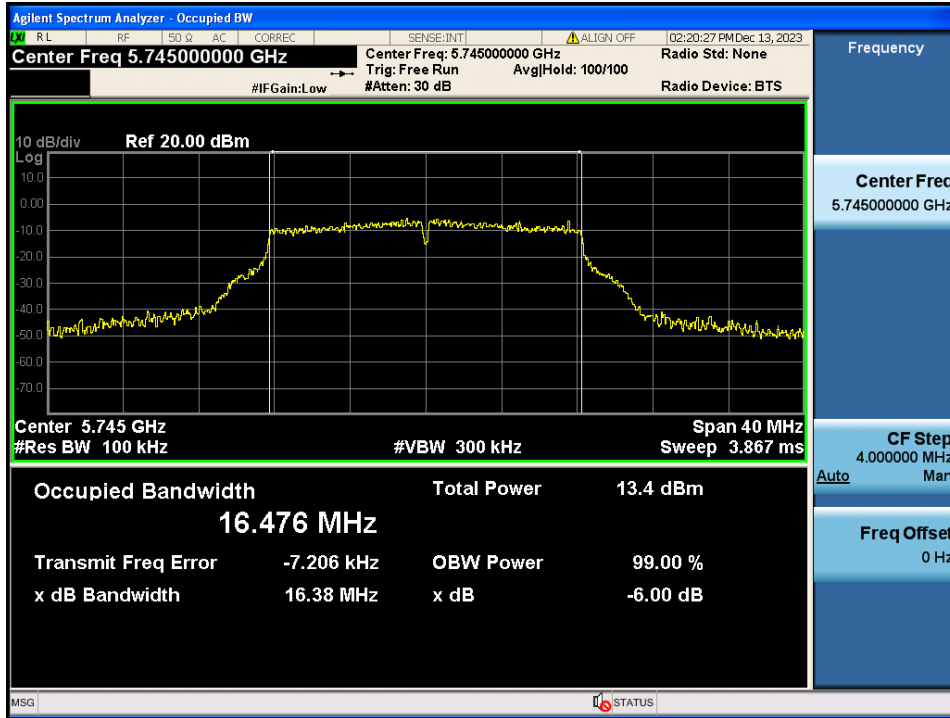 Agilent Spectrum Analyzer - Occupied BW
LXI RL RF 50 Ω AC CORREC SENSE:INT ALIGN OFF 02:20:27 PM Dec 13, 2023
Center Freq 5.745000000 GHz
Center Freq: 5.745000000 GHz Radio Std: None
Trig: Free Run Avg|Hold: 100/100
#IFGain:Low #Atten: 30 dB Radio Device: BTS
10 dB/div Ref 20.00 dBm
Log
10.0
0.00
-10.0
-20.0
-30.0
-40.0
-50.0
-60.0
-70.0
Center 5.745 GHz Span 40 MHz
#Res BW 100 kHz #VBW 300 kHz Sweep 3.867 ms
Occupied Bandwidth Total Power 13.4 dBm
16.476 MHz
Transmit Freq Error -7.206 kHz OBW Power 99.00 %
x dB Bandwidth 16.38 MHz x dB -6.00 dB
MSG STATUS
Frequency
Center Freq
5.745000000 GHz
CF Step
4.000000 MHz
Auto Man
Freq Offset
0 Hz